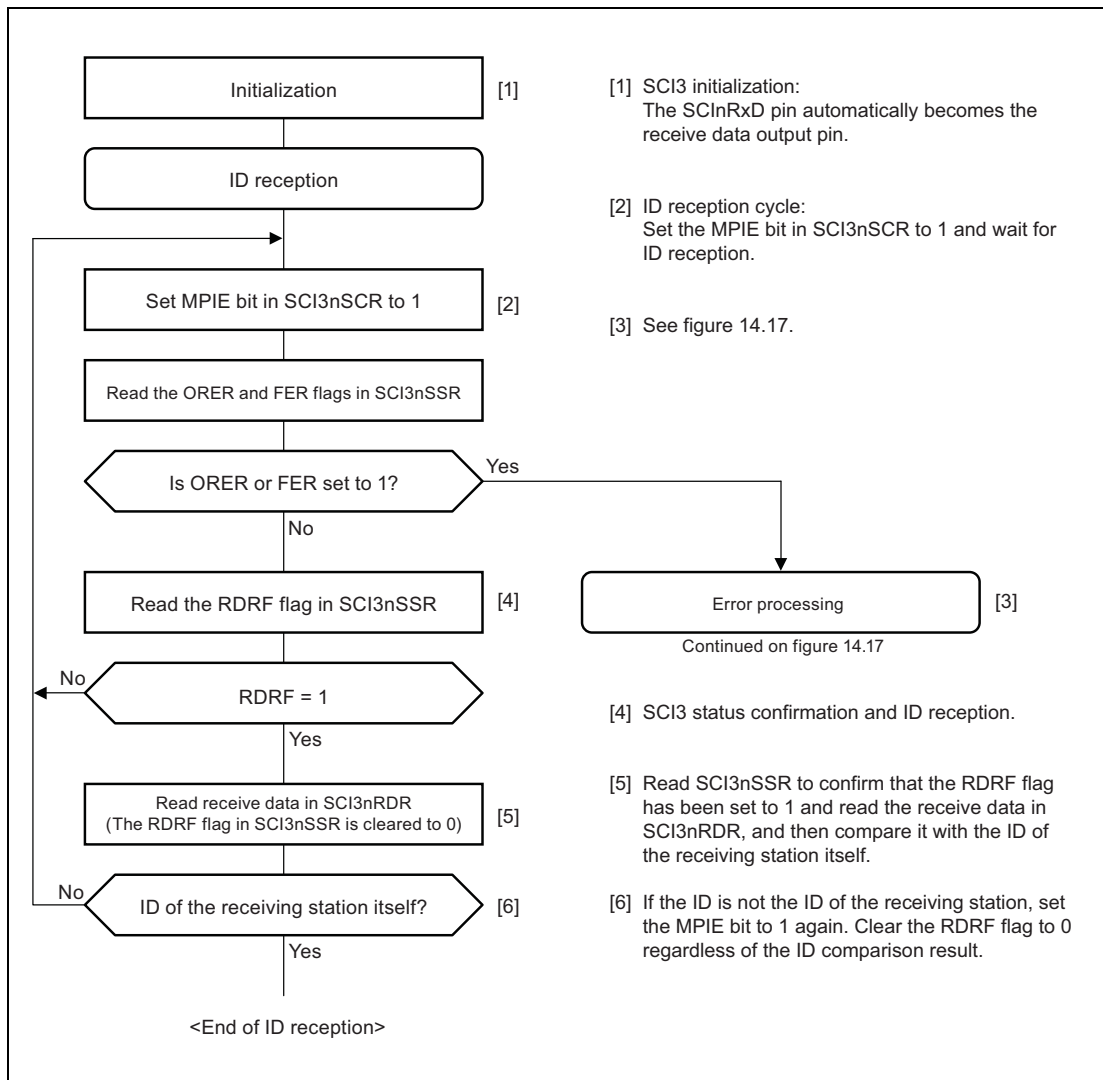 Initialization
[1]
ID reception
Set MPIE bit in SCI3nSCR to 1
[2]
Read the ORER and FER flags in SCI3nSSR
Is ORER or FER set to 1?
Yes
No
Read the RDRF flag in SCI3nSSR
[4]
Error processing
[3]
Continued on figure 14.17
No
RDRF = 1
Yes
Read receive data in SCI3nRDR
(The RDRF flag in SCI3nSSR is cleared to 0)
[5]
No
ID of the receiving station itself?
[6]
Yes
<End of ID reception>
[1] SCI3 initialization:
The SCInRxD pin automatically becomes the
receive data output pin.
[2] ID reception cycle:
Set the MPIE bit in SCI3nSCR to 1 and wait for
ID reception.
[3] See figure 14.17.
[4] SCI3 status confirmation and ID reception.
[5] Read SCI3nSSR to confirm that the RDRF flag
has been set to 1 and read the receive data in
SCI3nRDR, and then compare it with the ID of
the receiving station itself.
[6] If the ID is not the ID of the receiving station, set
the MPIE bit to 1 again. Clear the RDRF flag to 0
regardless of the ID comparison result.